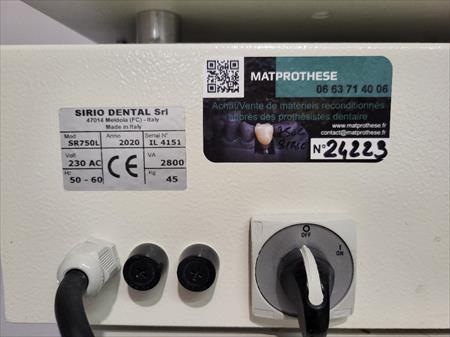 SIRIO DENTAL Srl
47014 Meldola (FC) - Italy
Made in Italy
Mod SR750L
Anno 2020
Serial N° IL 4151
Volt 230 AC
CE
VA 2800
Hz 50 - 60
Kg 45
MATPROTHESE
06 63 71 40 06
Achat/Vente de matériels reconditionnés
auprès des prothésistes dentaire
www.matprothese.com
contact@matprothese.fr
N° 24223
O
OFF
I
ON